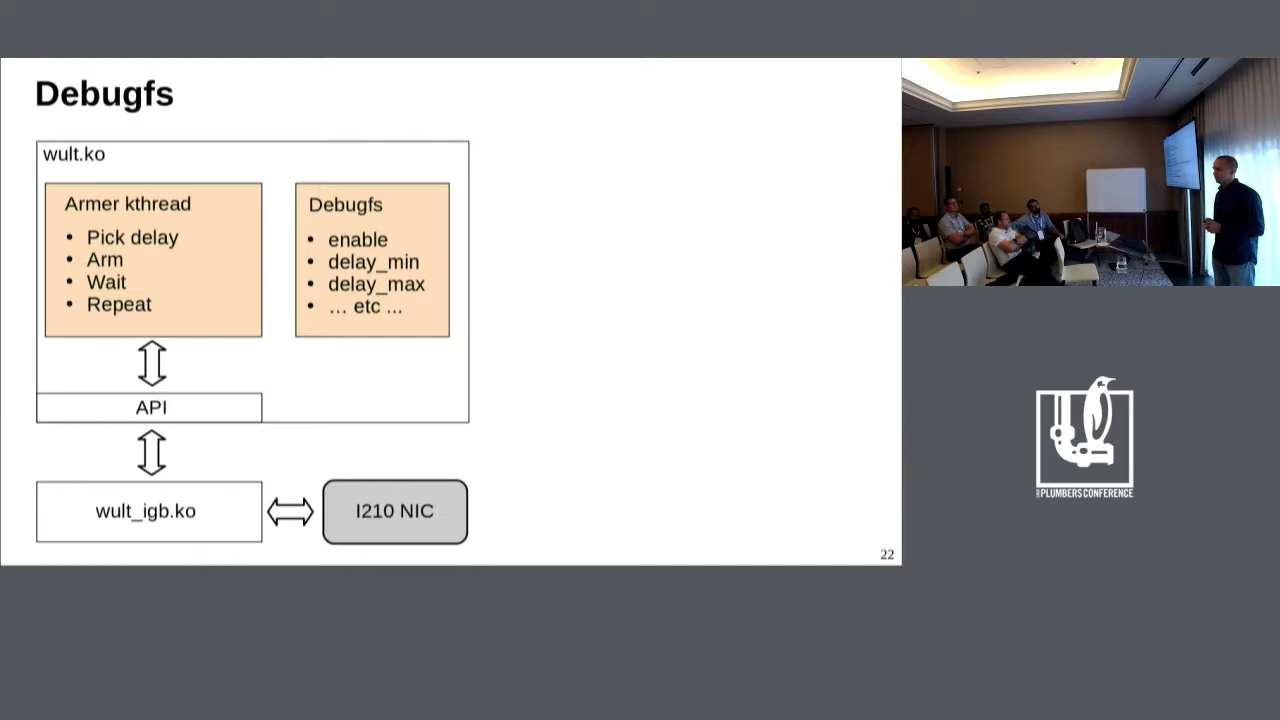 Debugfs
wult.ko
Armer kthread
• Pick delay
• Arm
• Wait
• Repeat
Debugfs
• enable
• delay_min
• delay_max
• … etc ...
API
wult_igb.ko
I210 NIC
22
PLUMBERS CONFERENCE